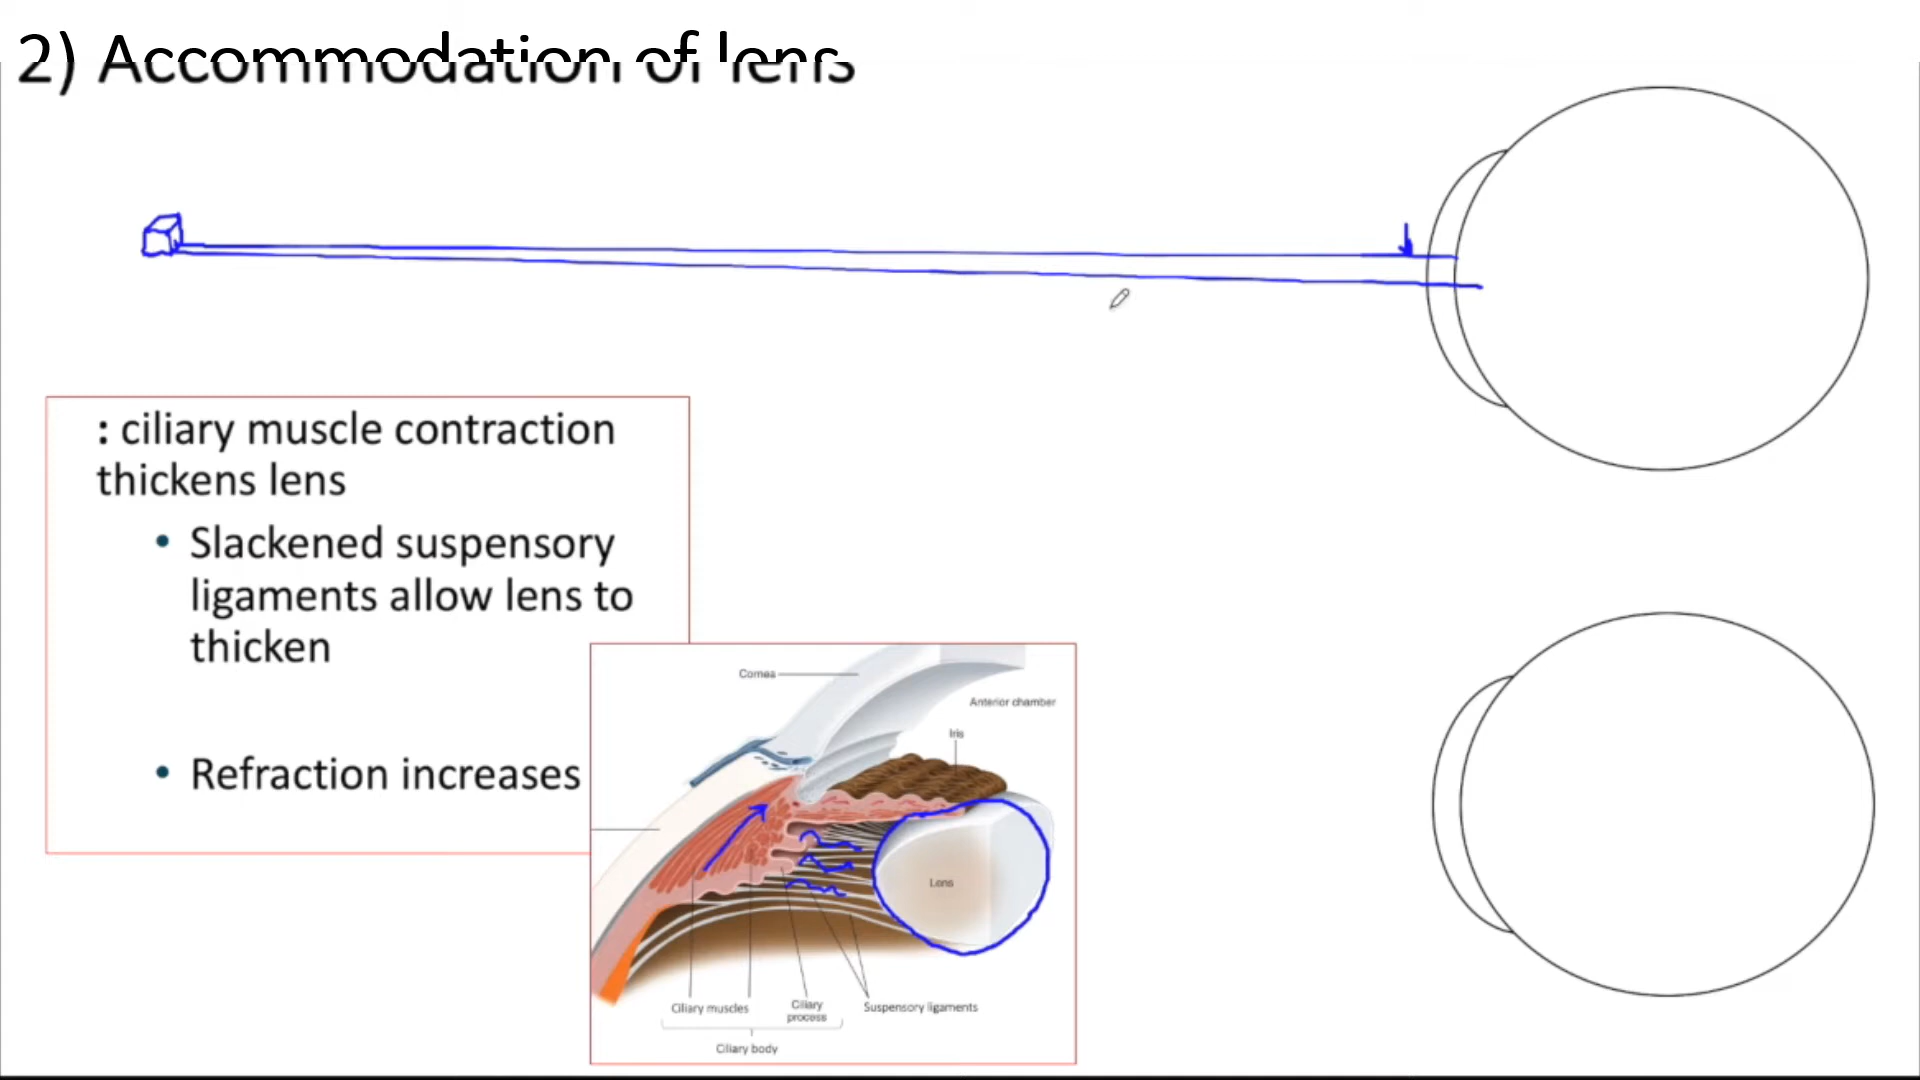 2) Accommodation of lens
: ciliary muscle contraction
thickens lens
• Slackened suspensory
ligaments allow lens to
thicken
• Refraction increases
Cornea
Anterior chamber
Iris
Lens
Ciliary muscles
Ciliary
process
Suspensory ligaments
Ciliary body